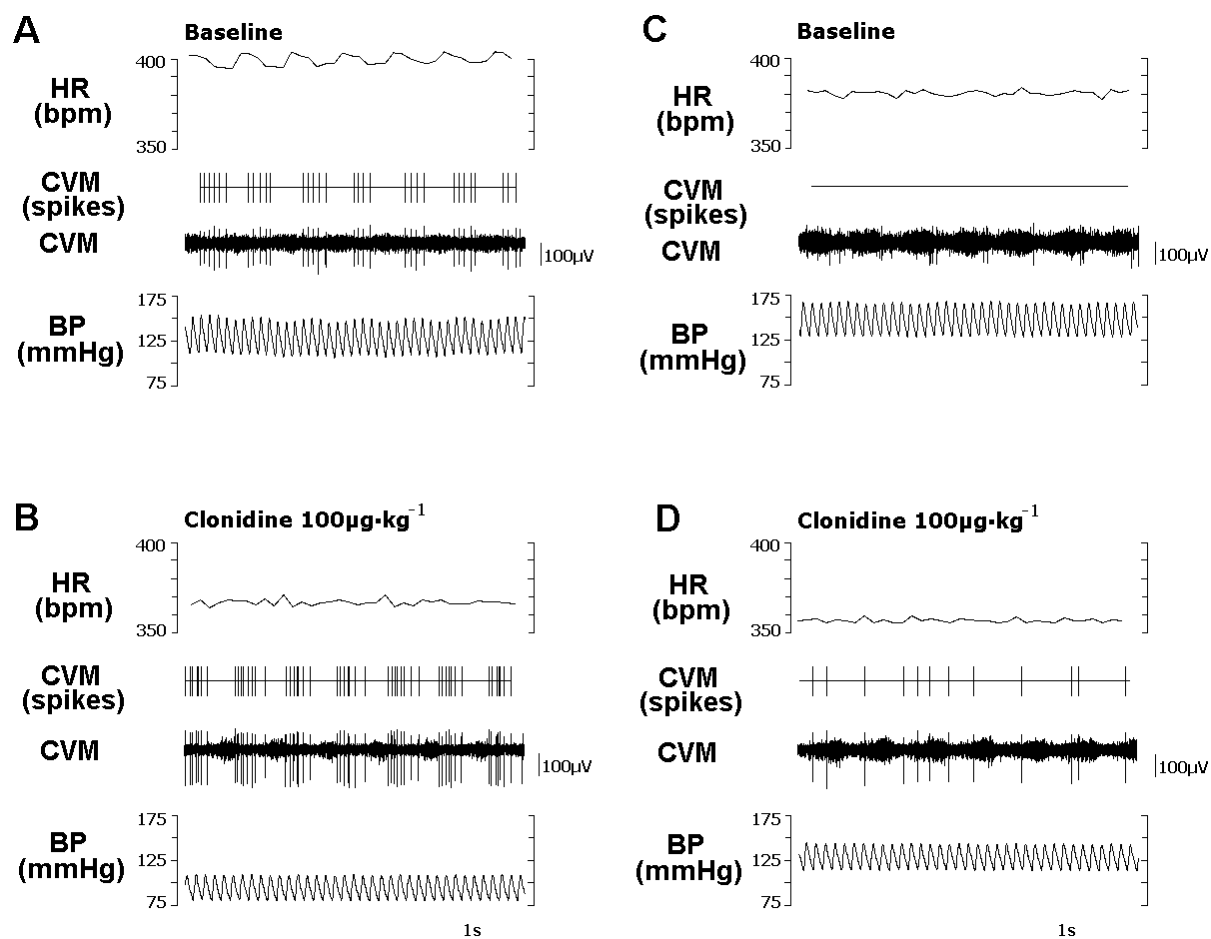 A
Baseline
400
HR
(bpm)
350
CVM
(spikes)
CVM
100µV
175
BP
125
(mmHg)
75
C
Baseline
400
HR
(bpm)
350
CVM
(spikes)
CVM
100µV
175
BP
125
(mmHg)
75
B
Clonidine 100µg·kg⁻¹
400
HR
(bpm)
350
CVM
(spikes)
CVM
100µV
175
BP
125
(mmHg)
75
1s
D
Clonidine 100µg·kg⁻¹
400
HR
(bpm)
350
CVM
(spikes)
CVM
100µV
175
BP
125
(mmHg)
75
1s